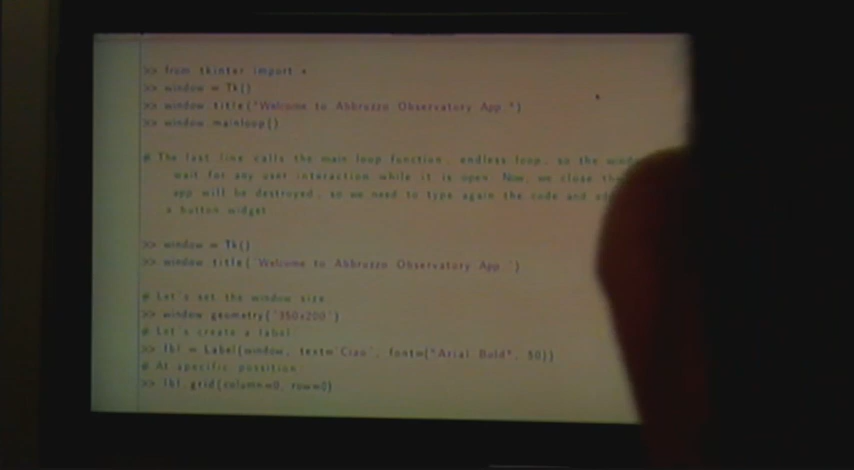 >> from tkinter import *
>> window = Tk()
>> window.title("Welcome to Abbruzzo Observatory App ")
>> window.mainloop()
# The last line calls the main loop function, endless loop, so the
wait for any user interaction while it is open. Now, we close
app will be destroyed, so we need to type again the code and
a button widget
>> window = Tk()
>> window.title('Welcome to Abbruzzo Observatory App ')
# Let's set the window size
>> window.geometry('350x200')
# Let's create a label
>> lbl = Label(window, text='Ciao', font=("Arial Bold", 50))
# At specific possition
>> lbl.grid(column=0, row=0)